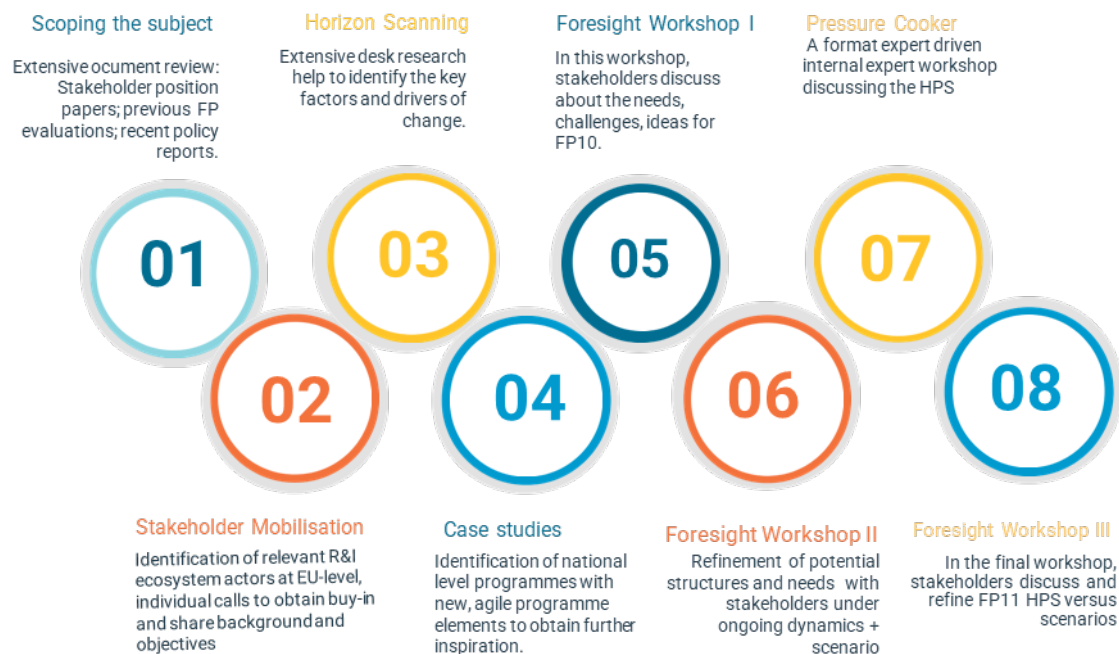 Scoping the subject
Extensive ocument review:
Stakeholder position
papers; previous FP
evaluations; recent policy
reports.
Horizon Scanning
Extensive desk research
help to identify the key
factors and drivers of
change.
Foresight Workshop I
In this workshop,
stakeholders discuss
about the needs,
challenges, ideas for
FP10.
Pressure Cooker
A format expert driven
internal expert workshop
discussing the HPS
01
03
05
07
02
04
06
08
Stakeholder Mobilisation
Identification of relevant R&I
ecosystem actors at EU-level,
individual calls to obtain buy-in
and share background and
objectives
Case studies
Identification of national
level programmes with
new, agile programme
elements to obtain further
inspiration.
Foresight Workshop II
Refinement of potential
structures and needs with
stakeholders under
ongoing dynamics +
scenario
Foresight Workshop III
In the final workshop,
stakeholders discuss and
refine FP11 HPS versus
scenarios